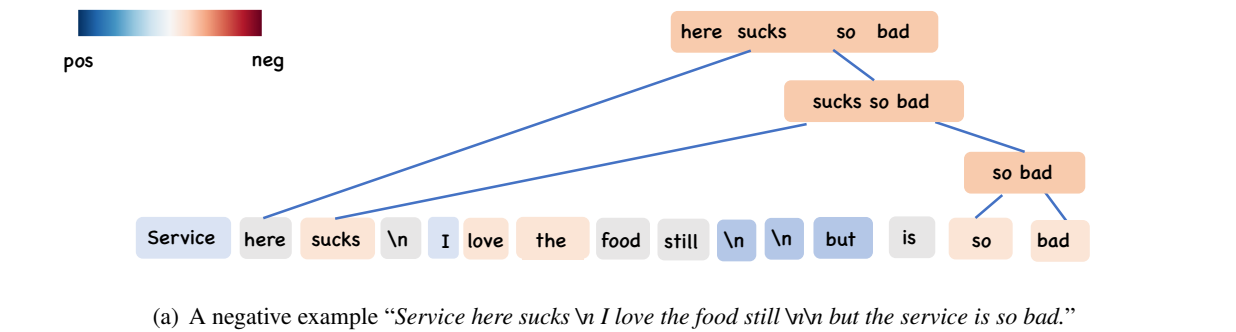 here sucks so bad
pos neg
sucks so bad
so bad
Service here sucks \n I love the food still \n \n but is so bad
(a) A negative example “Service here sucks \n I love the food still \n\n but the service is so bad.”